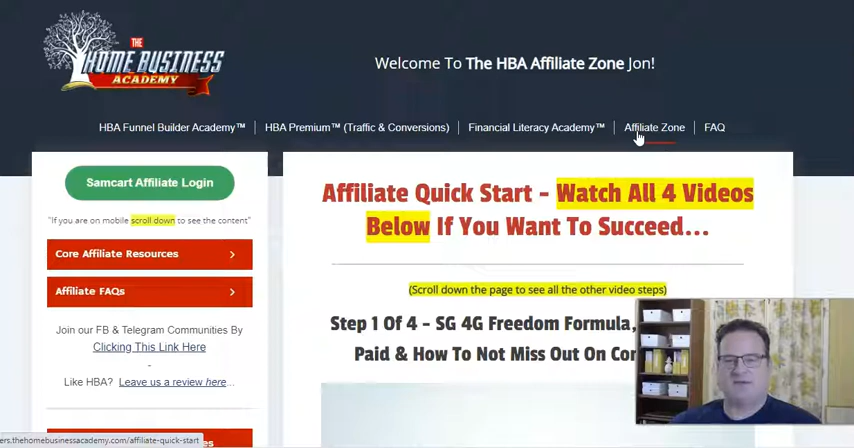 THE
HOME BUSINESS
ACADEMY
Welcome To The HBA Affiliate Zone Jon!
HBA Funnel Builder Academy™ HBA Premium™ (Traffic & Conversions) Financial Literacy Academy™ Affiliate Zone FAQ
Samcart Affiliate Login
"If you are on mobile scroll down to see the content"
Core Affiliate Resources
Affiliate FAQs
Join our FB & Telegram Communities By
Clicking This Link Here
-
Like HBA? Leave us a review here...
Affiliate Quick Start - Watch All 4 Videos
Below If You Want To Succeed...
(Scroll down the page to see all the other video steps)
Step 1 Of 4 - SG 4G Freedom Formula,
Paid & How To Not Miss Out On
ers.thehomebusinessacademy.com/affiliate-quick-start